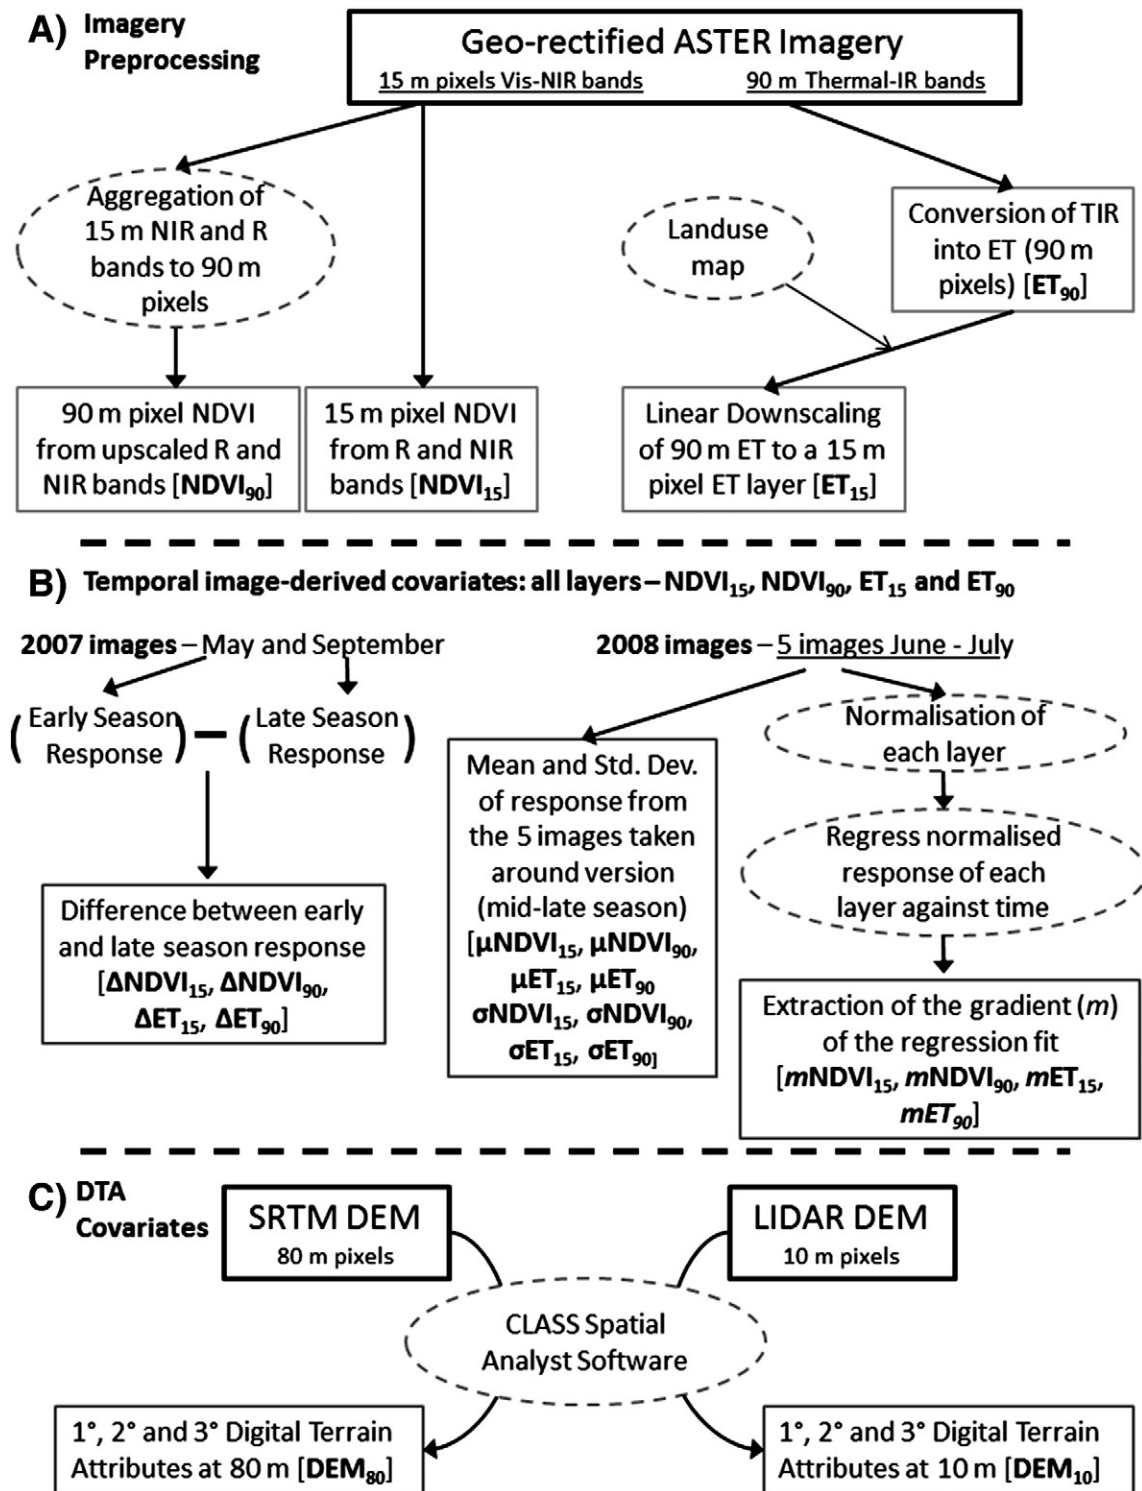 A) Imagery
Preprocessing
Geo-rectified ASTER Imagery
15 m pixels Vis-NIR bands
90 m Thermal-IR bands
Aggregation of
15 m NIR and R
bands to 90 m
pixels
Landuse
map
Conversion of TIR
into ET (90 m
pixels) [ET90]
90 m pixel NDVI
from upscaled R and
NIR bands [NDVI90]
15 m pixel NDVI
from R and NIR
bands [NDVI15]
Linear Downscaling
of 90 m ET to a 15 m
pixel ET layer [ET15]
B) Temporal image-derived covariates: all layers – NDVI15, NDVI90, ET15 and ET90
2007 images – May and September
(Early Season
Response)
–
(Late Season
Response)
Difference between early
and late season response
[ΔNDVI15, ΔNDVI90,
ΔET15, ΔET90]
2008 images – 5 images June - July
Mean and Std. Dev.
of response from
the 5 images taken
around version
(mid-late season)
[μNDVI15, μNDVI90,
μET15, μET90
σNDVI15, σNDVI90,
σET15, σET90]
Normalisation of
each layer
Regress normalised
response of each
layer against time
Extraction of the gradient (m)
of the regression fit
[mNDVI15, mNDVI90, mET15,
mET90]
C) DTA
Covariates
SRTM DEM
80 m pixels
LIDAR DEM
10 m pixels
CLASS Spatial
Analyst Software
1°, 2° and 3° Digital Terrain
Attributes at 80 m [DEM80]
1°, 2° and 3° Digital Terrain
Attributes at 10 m [DEM10]